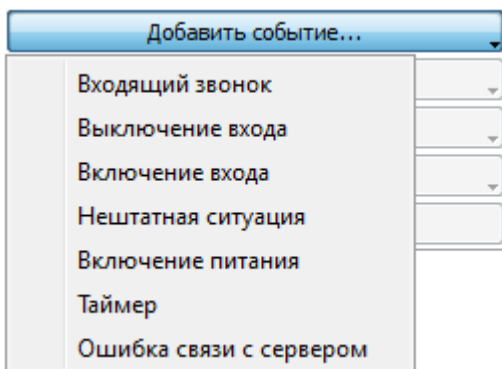 Добавить событие...
Входящий звонок
Выключение входа
Включение входа
Нештатная ситуация
Включение питания
Таймер
Ошибка связи с сервером